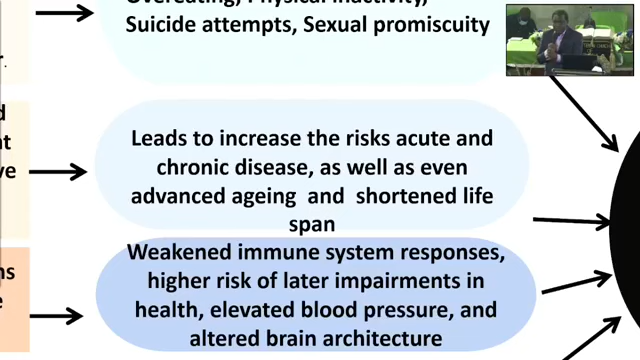 Overeating, Physical inactivity,
Suicide attempts, Sexual promiscuity
Leads to increase the risks acute and
chronic disease, as well as even
advanced ageing and shortened life
span
Weakened immune system responses,
higher risk of later impairments in
health, elevated blood pressure, and
altered brain architecture